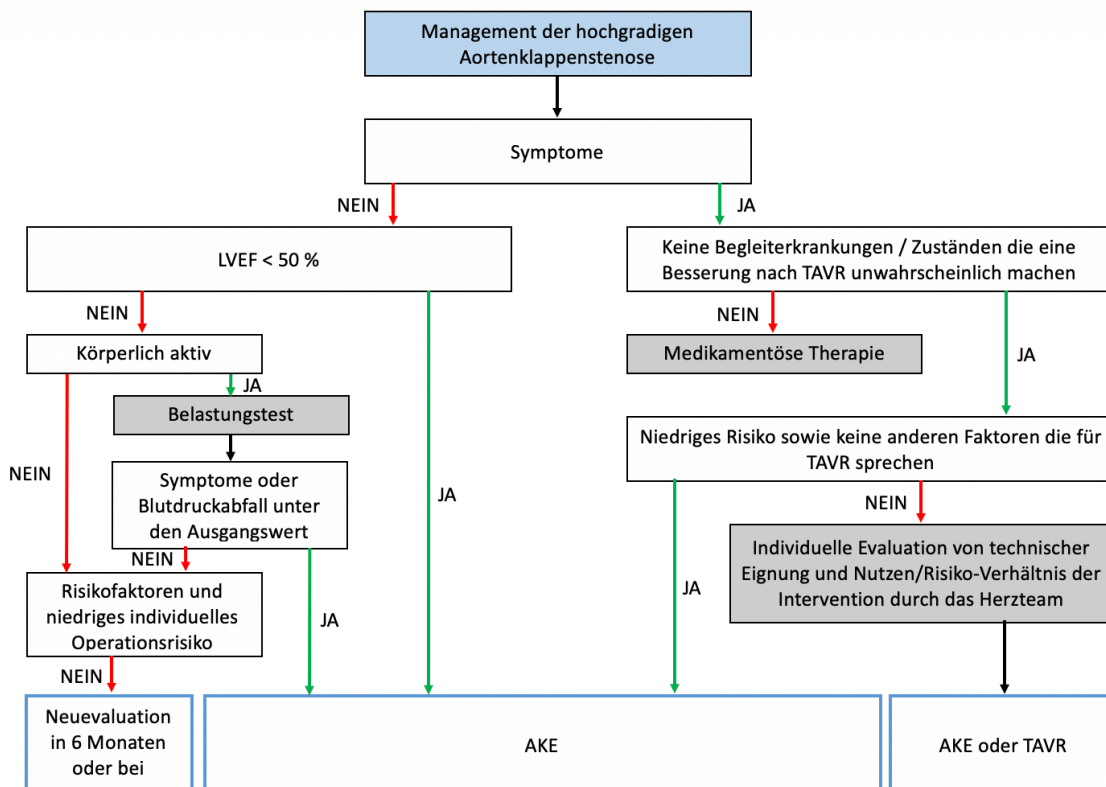 Management der hochgradigen
Aortenklappenstenose
Symptome
NEIN
JA
LVEF < 50 %
Keine Begleiterkrankungen / Zuständen die eine
Besserung nach TAVR unwahrscheinlich machen
NEIN
NEIN
Körperlich aktiv
Medikamentöse Therapie
JA
JA
Belastungstest
Niedriges Risiko sowie keine anderen Faktoren die für
TAVR sprechen
NEIN
Symptome oder
Blutdruckabfall unter
den Ausgangswert
JA
NEIN
NEIN
Individuelle Evaluation von technischer
Eignung und Nutzen/Risiko-Verhältnis der
Intervention durch das Herzteam
Risikofaktoren und
niedriges individuelles
Operationsrisiko
JA
JA
NEIN
Neuevaluation
in 6 Monaten
oder bei
AKE
AKE oder TAVR